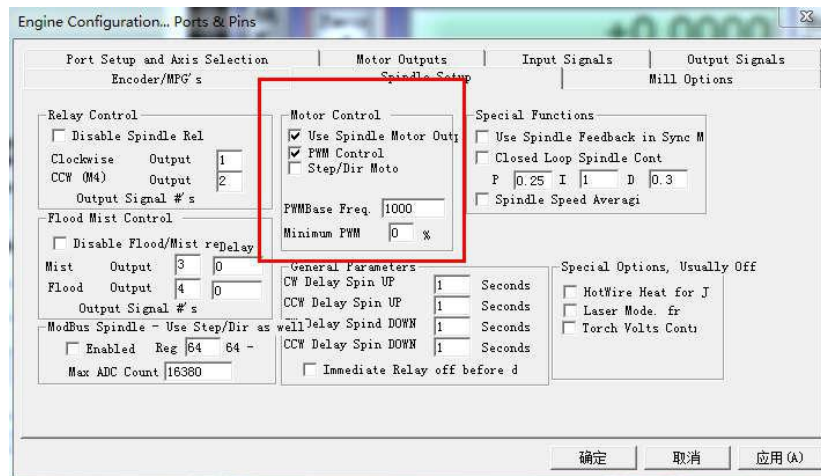 Engine Configuration... Ports & Pins
+0.0000
Port Setup and Axis Selection Motor Outputs Input Signals Output Signals
Encoder/MPG's Spindle Setup Mill Options
Relay Control
Disable Spindle Rel
Clockwise Output 1
CCW (M4) Output 2
Output Signal #'s
Flood Mist Control
Disable Flood/Mist re Delay
Mist Output 3 0
Flood Output 4 0
Output Signal #'s
ModBus Spindle - Use Step/Dir as well
Enabled Reg 64 64 -
Max ADC Count 16380
Motor Control
Use Spindle Motor Outp
PWM Control
Step/Dir Moto
PWMBase Freq. 1000
Minimum PWM 0 %
General Parameters
CW Delay Spin UP 1 Seconds
CCW Delay Spin UP 1 Seconds
Delay Spind DOWN 1 Seconds
CCW Delay Spin DOWN 1 Seconds
Immediate Relay off before d
Special Functions
Use Spindle Feedback in Sync M
Closed Loop Spindle Cont
P 0.25 I 1 D 0.3
Spindle Speed Averagi
Special Options, Usually Off
HotWire Heat for J
Laser Mode. fr
Torch Volts Cont
确定 取消 应用(A)